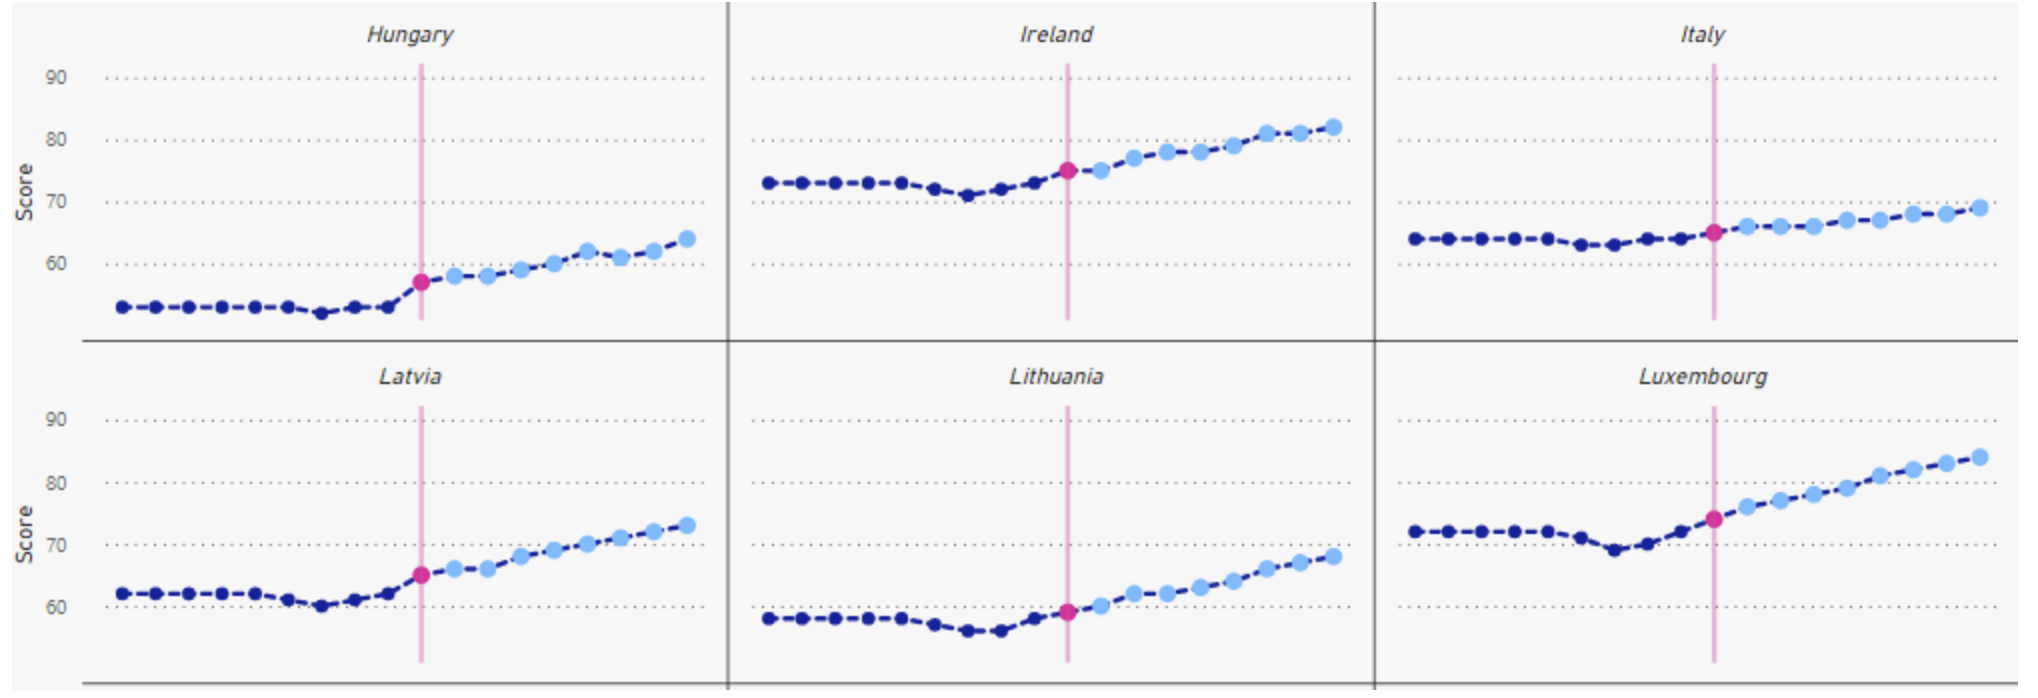 Hungary
Ireland
Italy
90
80
70
60
Score
Latvia
Lithuania
Luxembourg
90
80
70
60
Score